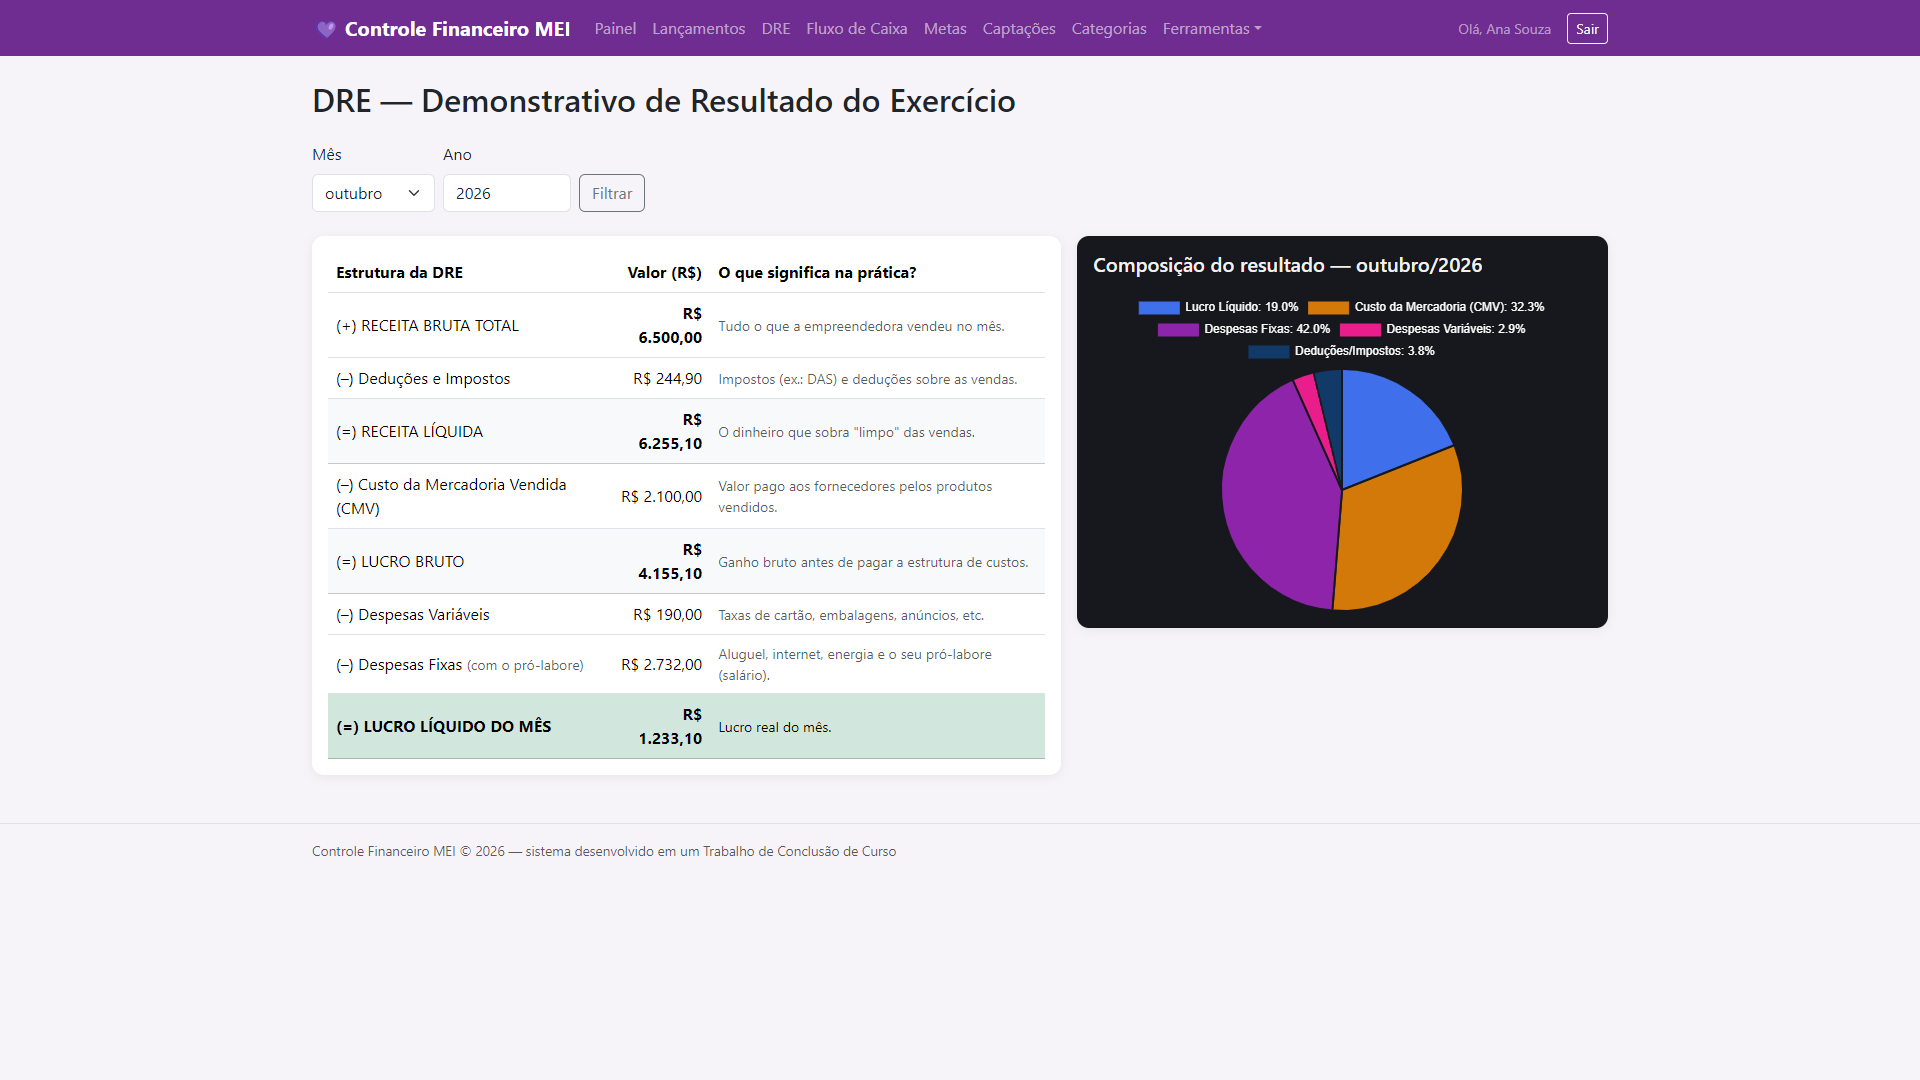 💜 Controle Financeiro MEI Painel Lançamentos DRE Fluxo de Caixa Metas Captações Categorias Ferramentas Olá, Ana Souza Sair
DRE — Demonstrativo de Resultado do Exercício
Mês Ano
outubro 2026 Filtrar
Estrutura da DRE Valor (R$) O que significa na prática?
(+) RECEITA BRUTA TOTAL R$ 6.500,00 Tudo o que a empreendedora vendeu no mês.
(–) Deduções e Impostos R$ 244,90 Impostos (ex.: DAS) e deduções sobre as vendas.
(=) RECEITA LÍQUIDA R$ 6.255,10 O dinheiro que sobra "limpo" das vendas.
(–) Custo da Mercadoria Vendida (CMV) R$ 2.100,00 Valor pago aos fornecedores pelos produtos vendidos.
(=) LUCRO BRUTO R$ 4.155,10 Ganho bruto antes de pagar a estrutura de custos.
(–) Despesas Variáveis R$ 190,00 Taxas de cartão, embalagens, anúncios, etc.
(–) Despesas Fixas (com o pró-labore) R$ 2.732,00 Aluguel, internet, energia e o seu pró-labore (salário).
(=) LUCRO LÍQUIDO DO MÊS R$ 1.233,10 Lucro real do mês.
Composição do resultado — outubro/2026
Lucro Líquido: 19.0% Custo da Mercadoria (CMV): 32.3%
Despesas Fixas: 42.0% Despesas Variáveis: 2.9%
Deduções/Impostos: 3.8%
Controle Financeiro MEI © 2026 — sistema desenvolvido em um Trabalho de Conclusão de Curso